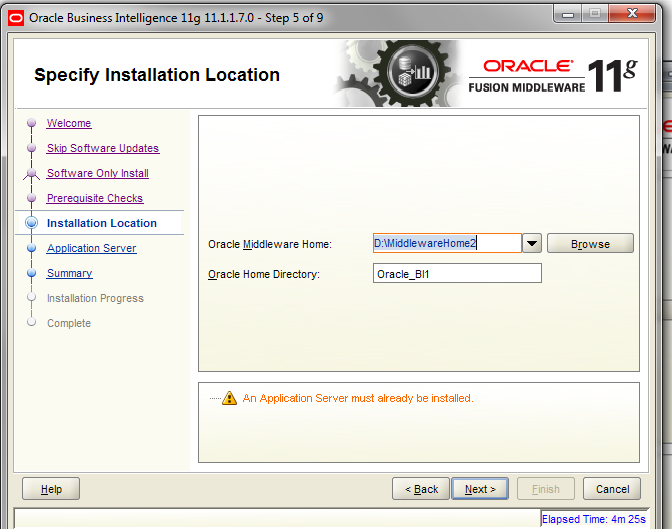 Oracle Business Intelligence 11g 11.1.1.7.0 - Step 5 of 9
Specify Installation Location
ORACLE
FUSION MIDDLEWARE 11g
Welcome
Skip Software Updates
Software Only Install
Prerequisite Checks
Installation Location
Application Server
Summary
Installation Progress
Complete
Oracle Middleware Home: D:\MiddlewareHome2 Browse
Oracle Home Directory: Oracle_BI1
An Application Server must already be installed.
Help < Back Next > Finish Cancel
Elapsed Time: 4m 25s